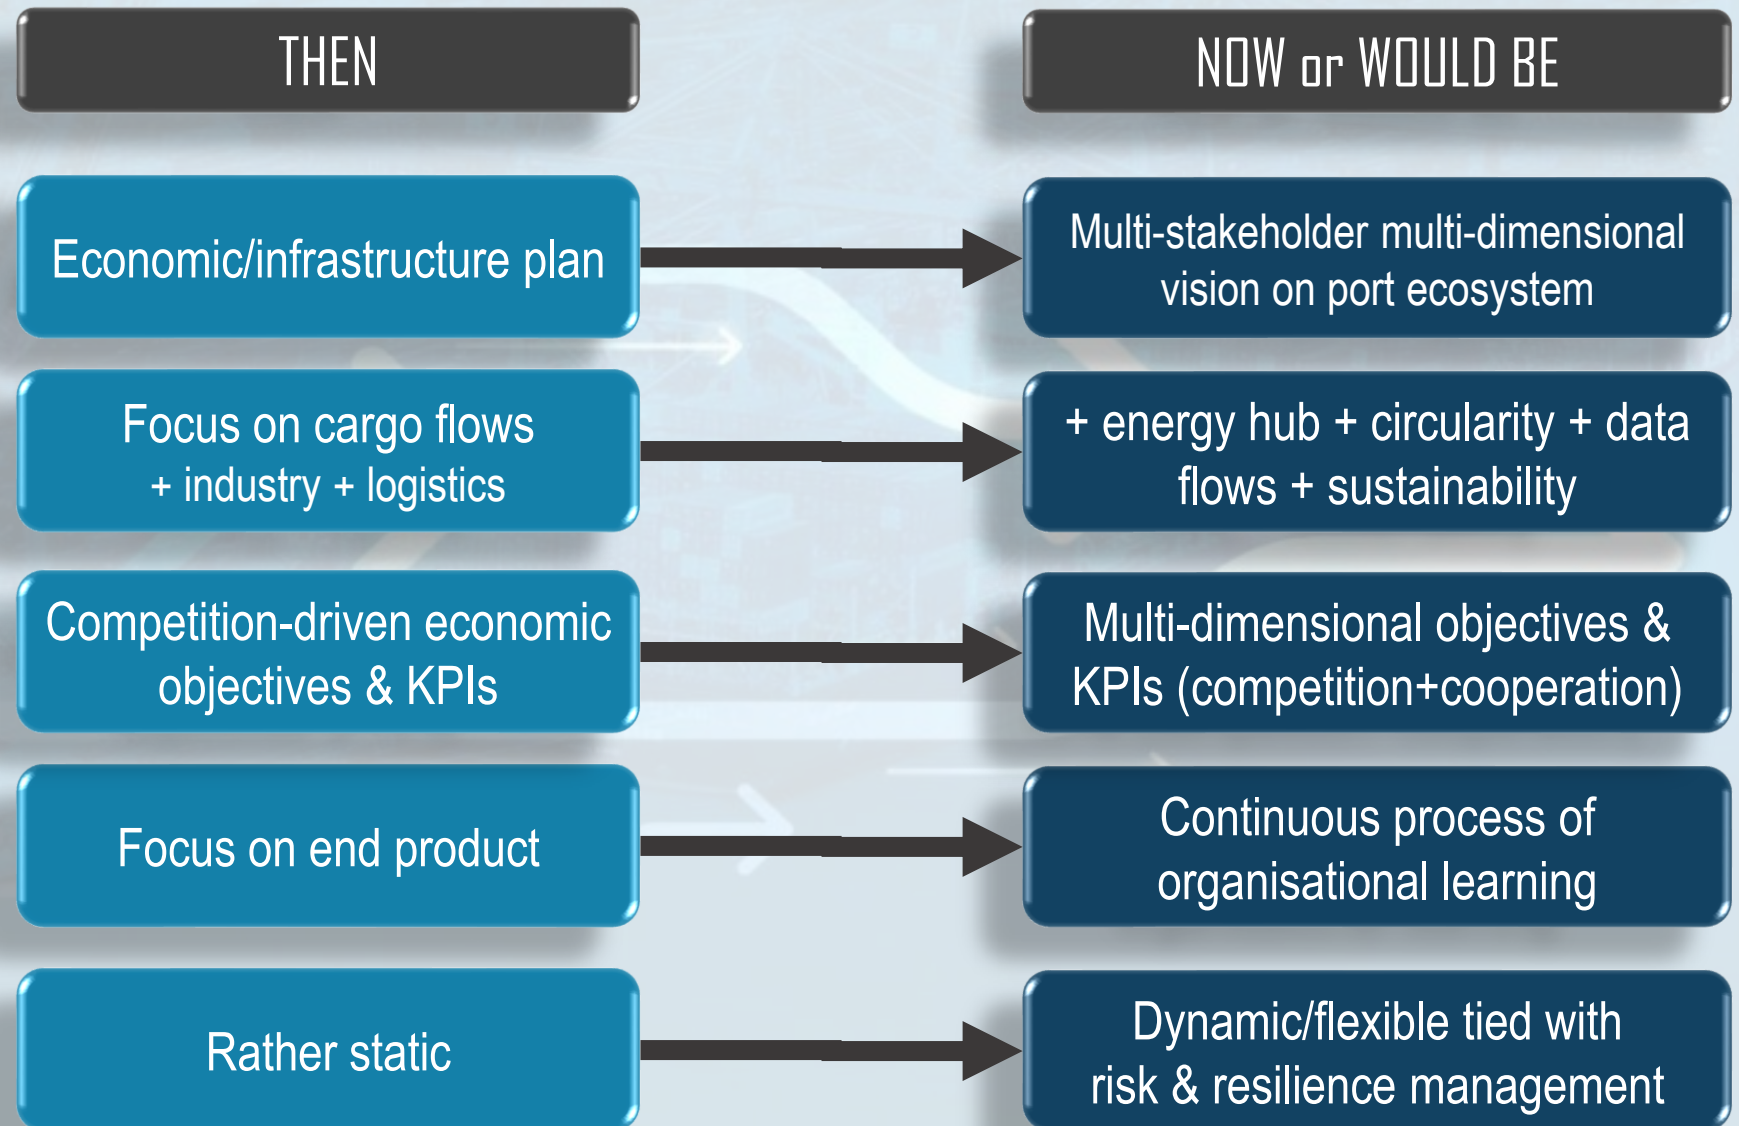 THEN
NOW or WOULD BE
Economic/infrastructure plan
Multi-stakeholder multi-dimensional
vision on port ecosystem
Focus on cargo flows
+ industry + logistics
+ energy hub + circularity + data
flows + sustainability
Competition-driven economic
objectives & KPIs
Multi-dimensional objectives &
KPIs (competition+cooperation)
Focus on end product
Continuous process of
organisational learning
Rather static
Dynamic/flexible tied with
risk & resilience management